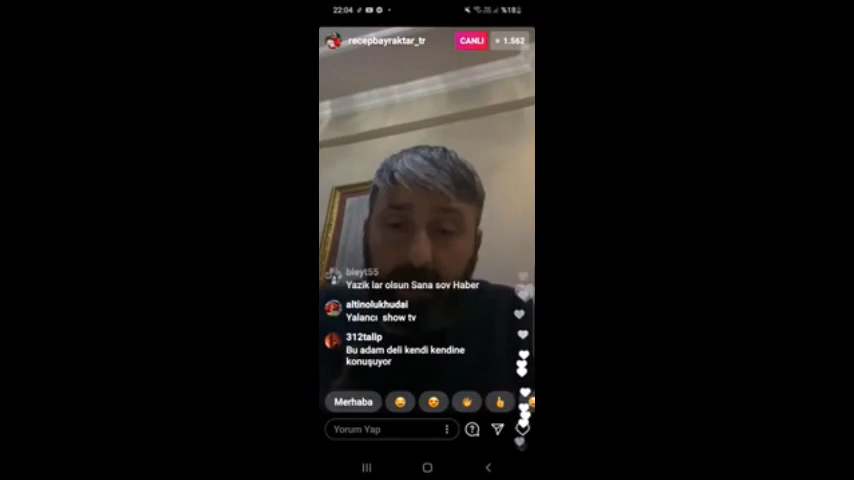 22:04
%18
recepbayraktar_tr
CANLI
1.562
bleyt55
Yazik lar olsun Sana sov Haber
altinolukhudai
Yalancı show tv
312talip
Bu adam deli kendi kendine
konuşuyor
Merhaba
Yorum Yap